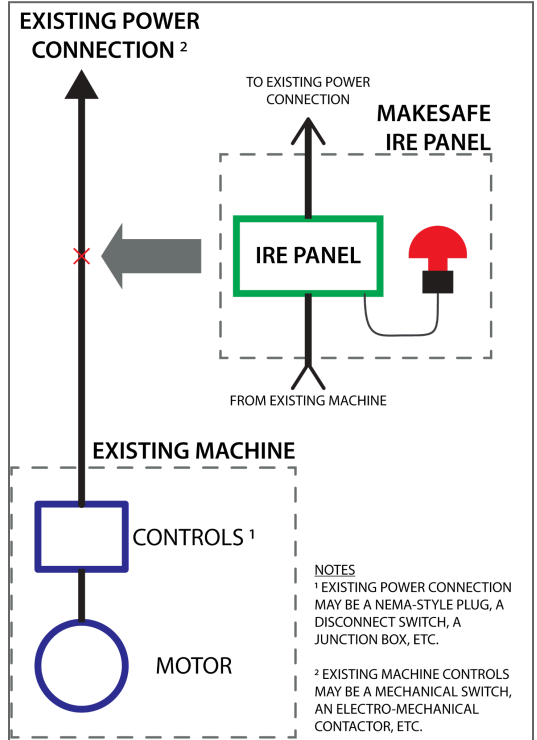 EXISTING POWER
CONNECTION ²
TO EXISTING POWER
CONNECTION
MAKESAFE
IRE PANEL
IRE PANEL
FROM EXISTING MACHINE
EXISTING MACHINE
CONTROLS ¹
MOTOR
NOTES
¹ EXISTING POWER CONNECTION
MAY BE A NEMA-STYLE PLUG, A
DISCONNECT SWITCH, A
JUNCTION BOX, ETC.
² EXISTING MACHINE CONTROLS
MAY BE A MECHANICAL SWITCH,
AN ELECTRO-MECHANICAL
CONTACTOR, ETC.